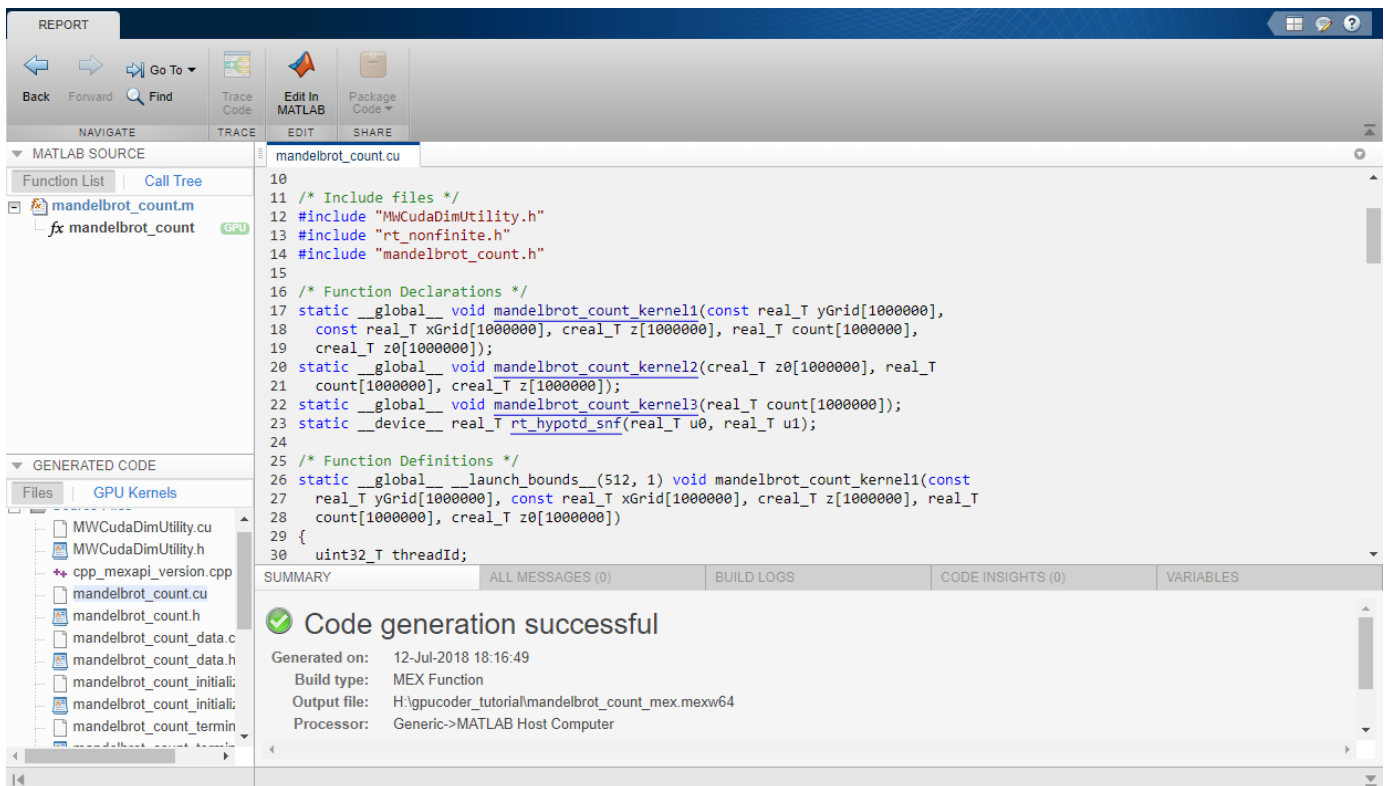 REPORT
Back
Forward
Go To
Find
Trace
Code
Edit In
MATLAB
Package
Code
NAVIGATE
TRACE
EDIT
SHARE
MATLAB SOURCE
Function List | Call Tree
mandelbrot_count.m
fx mandelbrot_count GPU
GENERATED CODE
Files | GPU Kernels
MWCudaDimUtility.cu
MWCudaDimUtility.h
cpp_mexapi_version.cpp
mandelbrot_count.cu
mandelbrot_count.h
mandelbrot_count_data.c
mandelbrot_count_data.h
mandelbrot_count_initializ
mandelbrot_count_initializ
mandelbrot_count_termin
mandelbrot_count.cu
10
11 /* Include files */
12 #include "MWCudaDimUtility.h"
13 #include "rt_nonfinite.h"
14 #include "mandelbrot_count.h"
15
16 /* Function Declarations */
17 static __global__ void mandelbrot_count_kernel1(const real_T yGrid[1000000],
18   const real_T xGrid[1000000], creal_T z[1000000], real_T count[1000000],
19   creal_T z0[1000000]);
20 static __global__ void mandelbrot_count_kernel2(creal_T z0[1000000], real_T
21   count[1000000], creal_T z[1000000]);
22 static __global__ void mandelbrot_count_kernel3(real_T count[1000000]);
23 static __device__ real_T rt_hypotd_snf(real_T u0, real_T u1);
24
25 /* Function Definitions */
26 static __global__ __launch_bounds__(512, 1) void mandelbrot_count_kernel1(const
27   real_T yGrid[1000000], const real_T xGrid[1000000], creal_T z[1000000], real_T
28   count[1000000], creal_T z0[1000000])
29 {
30   uint32_T threadId;
SUMMARY
ALL MESSAGES (0)
BUILD LOGS
CODE INSIGHTS (0)
VARIABLES
Code generation successful
Generated on: 12-Jul-2018 18:16:49
Build type: MEX Function
Output file: H:\gpucoder_tutorial\mandelbrot_count_mex.mexw64
Processor: Generic->MATLAB Host Computer